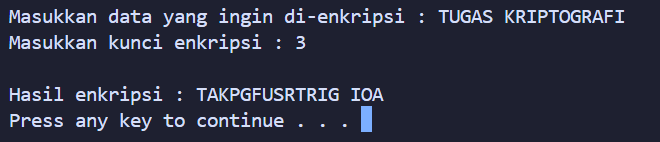 Masukkan data yang ingin di-enkripsi : TUGAS KRIPTOGRAFI
Masukkan kunci enkripsi : 3
Hasil enkripsi : TAKPGFUSRTRIG IOA
Press any key to continue . . .